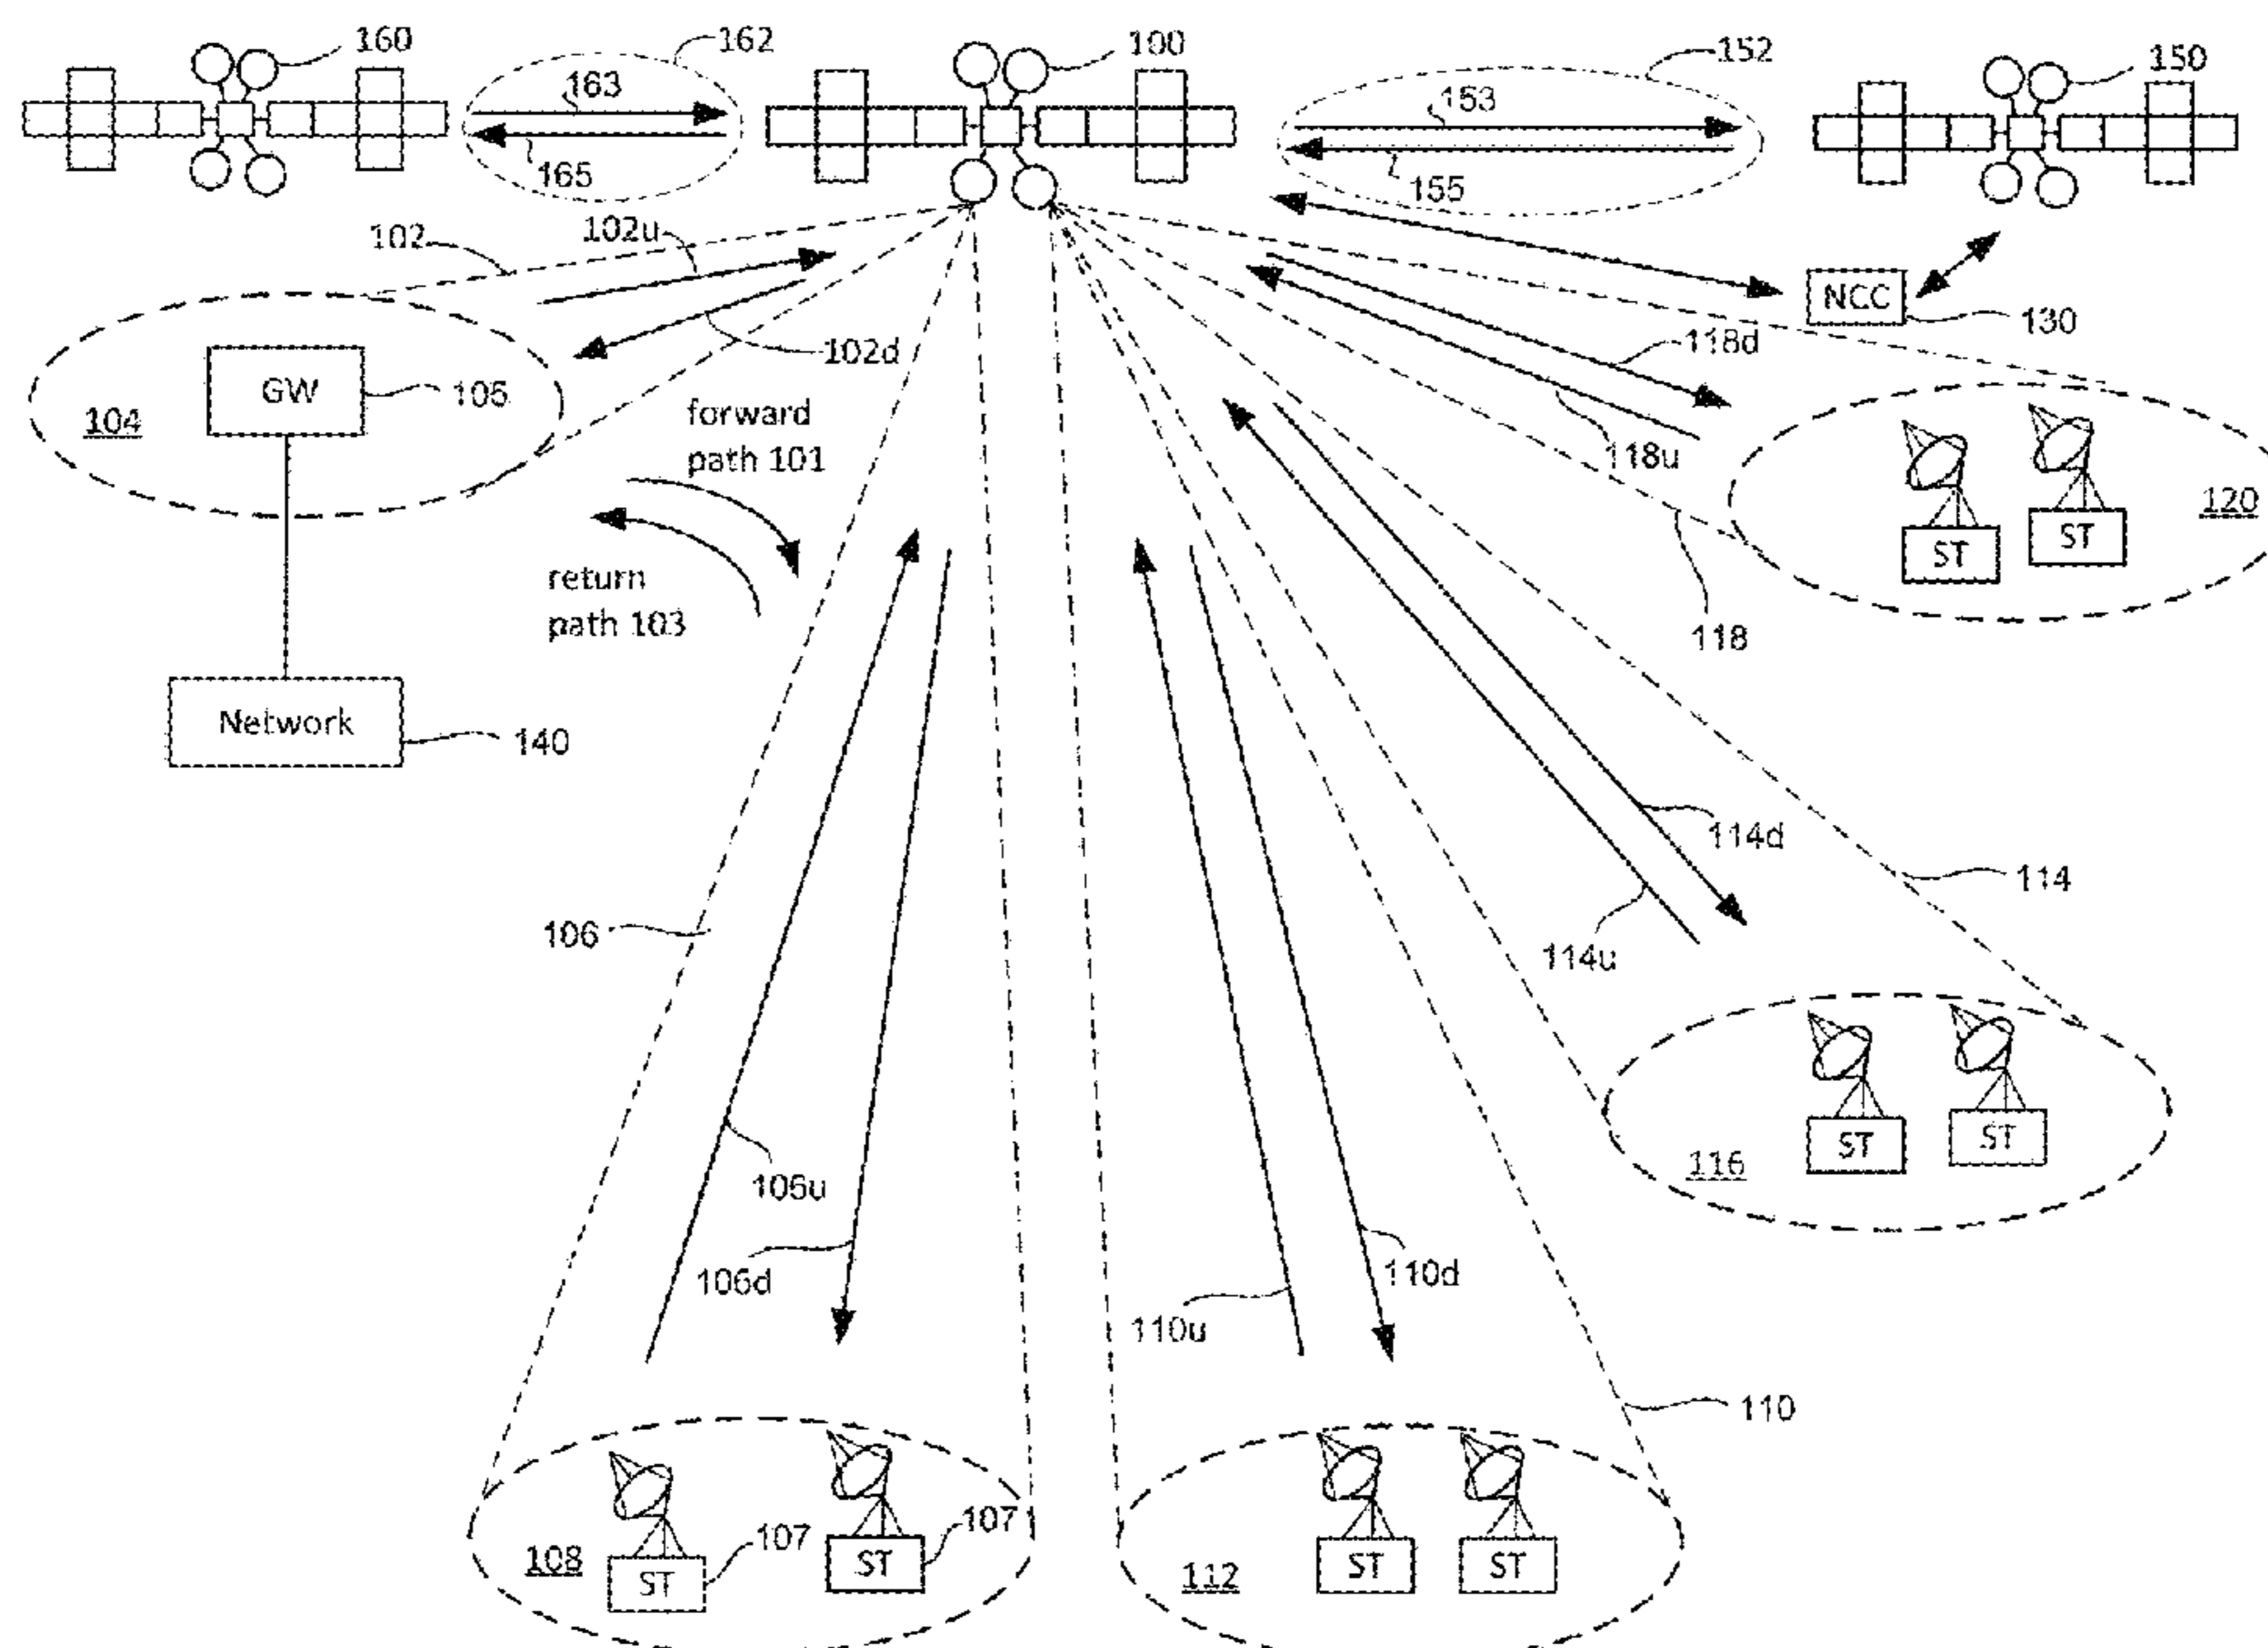 160
162
100
152
150
163
153
165
155
102
102u
NCC
130
102d
118d
GW
105
104
forward
path 101
118u
120
ST
ST
return
path 103
118
Network
140
114d
114
106
114u
116
ST
ST
106u
106d
110d
110u
110
108
ST
107
ST
107
112
ST
ST